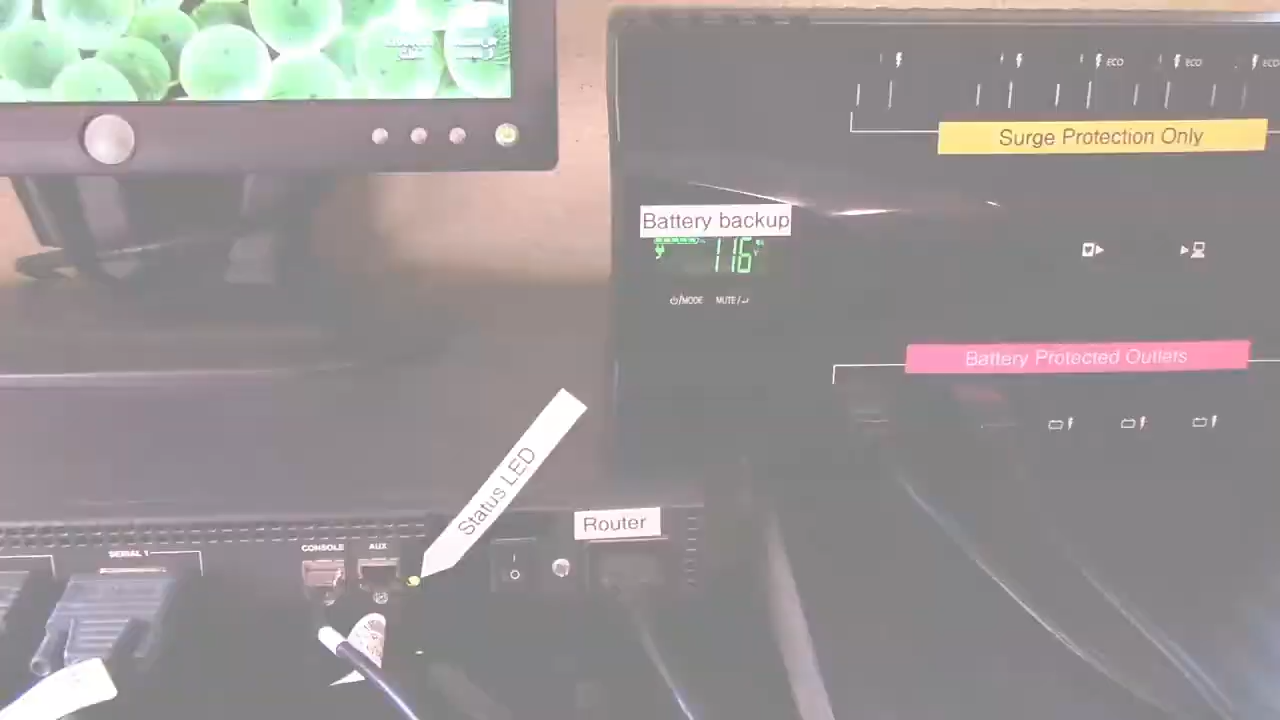 ECO
ECO
ECO
Surge Protection Only
Battery backup
116
V
/MODE
MUTE/
Battery Protected Outlets
Status LED
Router
SERIAL 1
CONSOLE
AUX